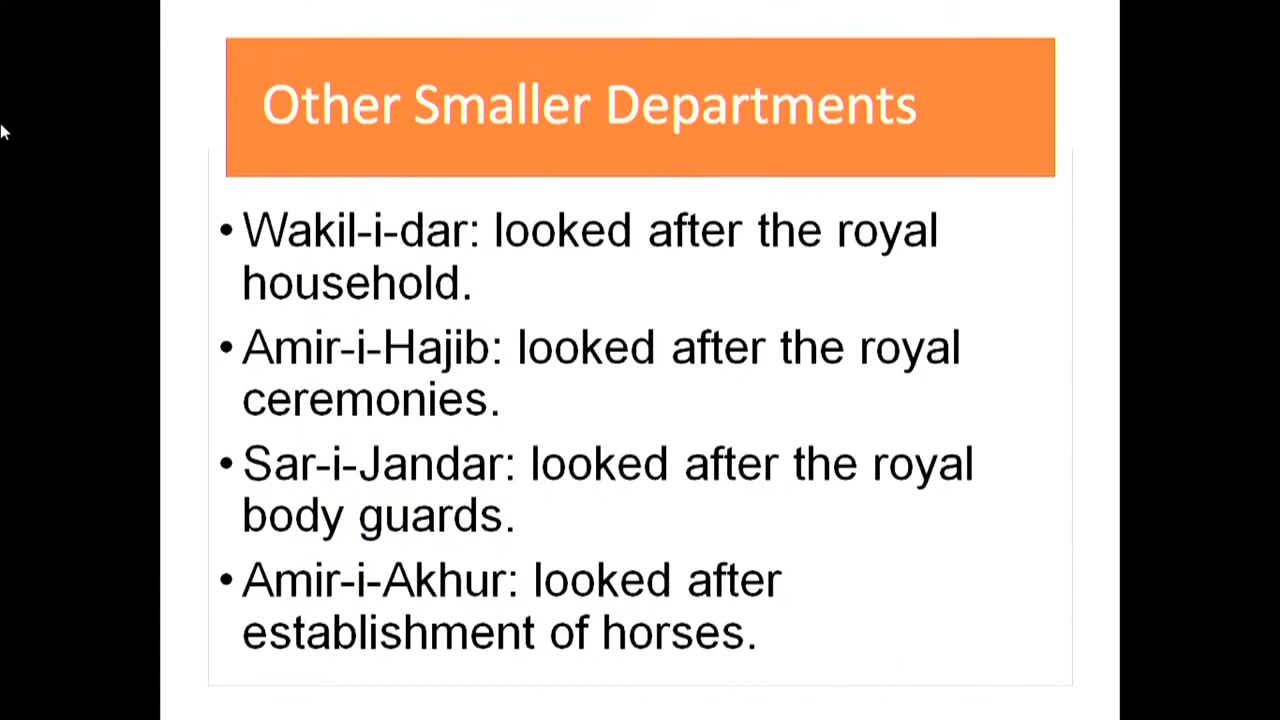 Other Smaller Departments
• Wakil-i-dar: looked after the royal
household.
• Amir-i-Hajib: looked after the royal
ceremonies.
• Sar-i-Jandar: looked after the royal
body guards.
• Amir-i-Akhur: looked after
establishment of horses.